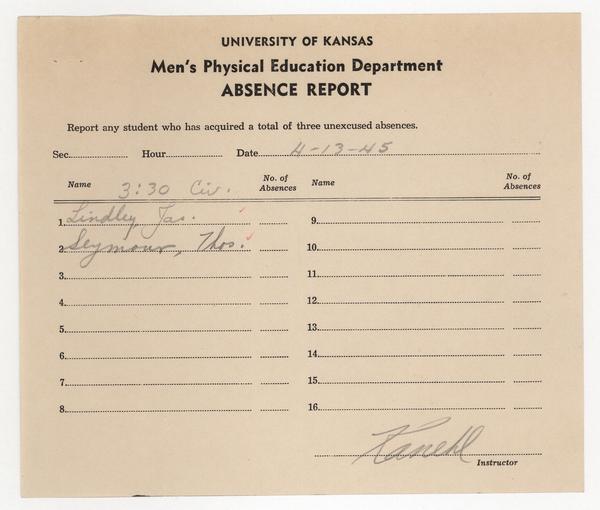 UNIVERSITY OF KANSAS
Men's Physical Education Department
ABSENCE REPORT
Report any student who has acquired a total of three unexcused absences.
Sec. Hour Date 4-13-45
Name 3:30 Civ. No. of Absences Name No. of Absences
1. Lindley, Jas. 9.
2. Seymour, Thos. 10.
3. 11.
4. 12.
5. 13.
6. 14.
7. 15.
8. 16.
Kanehl
Instructor